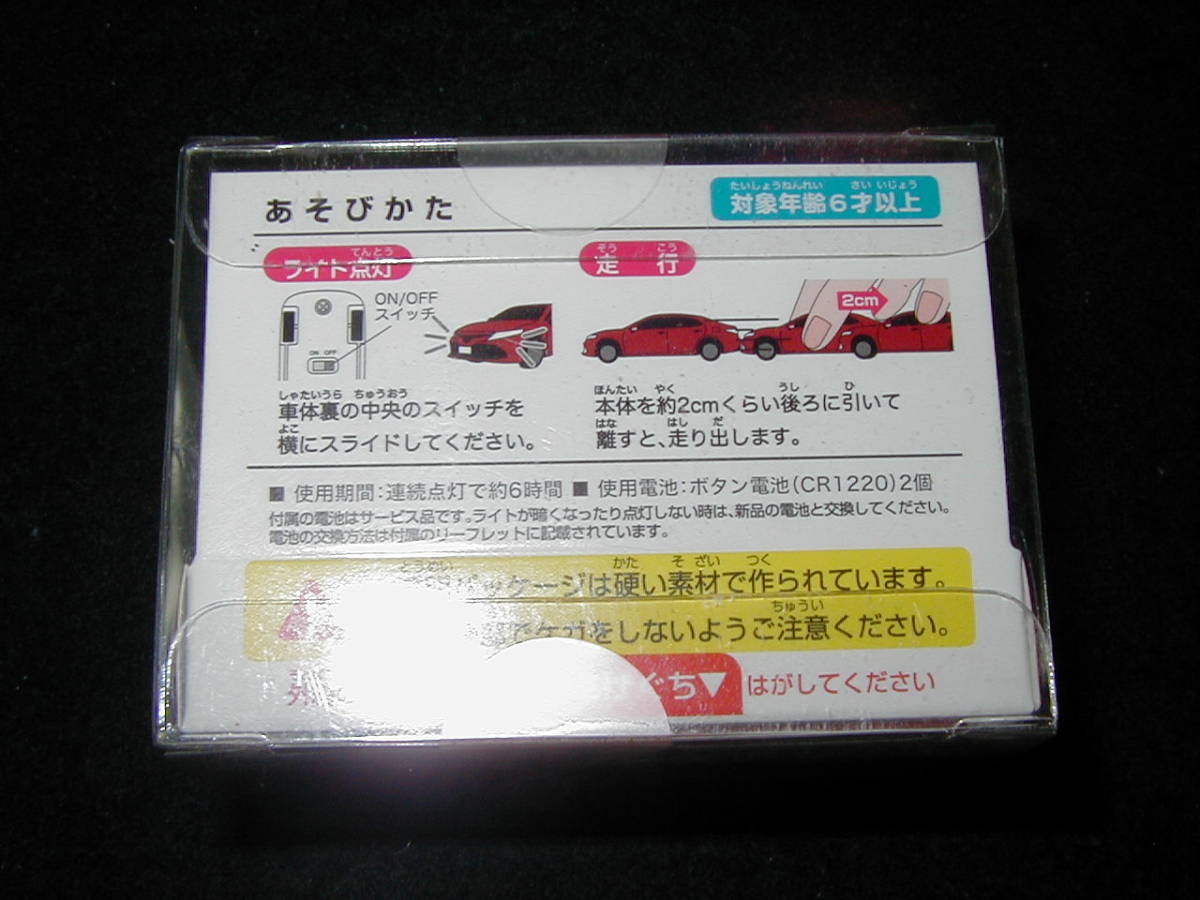 あそびかた
たいしょうねんれい さい いじょう
対象年齢6才以上
てんとう
ライト点灯
そう こう
走行
ON/OFF
スイッチ
ON OFF
2cm
しゃたいうら ちゅうおう
車体裏の中央のスイッチを
よこ
横にスライドしてください。
ほんたい やく うし ひ
本体を約2cmくらい後ろに引いて
はな はし だ
離すと、走り出します。
■ 使用期間:連続点灯で約6時間 ■ 使用電池:ボタン電池(CR1220)2個
付属の電池はサービス品です。ライトが暗くなったり点灯しない時は、新品の電池と交換してください。
電池の交換方法は付属のリーフレットに記載されています。
とうめい かた そざい つく
パッケージは硬い素材で作られています。
ちゅうい
でケガをしないようご注意ください。
ぐち▼ はがしてください